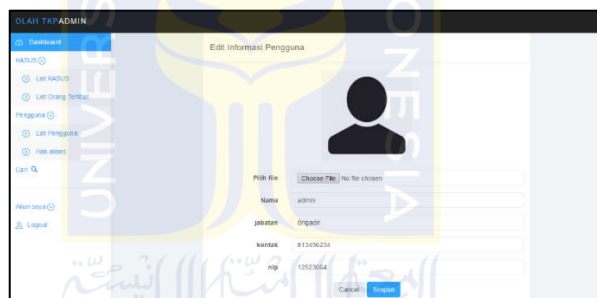 OLAH TKPADMIN
Dashboard
KASUS
List KASUS
List Orang Terlibat
Pengguna
List Pengguna
Hak akses
Cari
Akun saya
Logout
Edit Informasi Pengguna
Pilih file Choose File No file chosen
Nama admin
jabatan Brigadir
kontak 813456234
nip 12523054
Cancel Simpan
UNIVERS
ONESIA